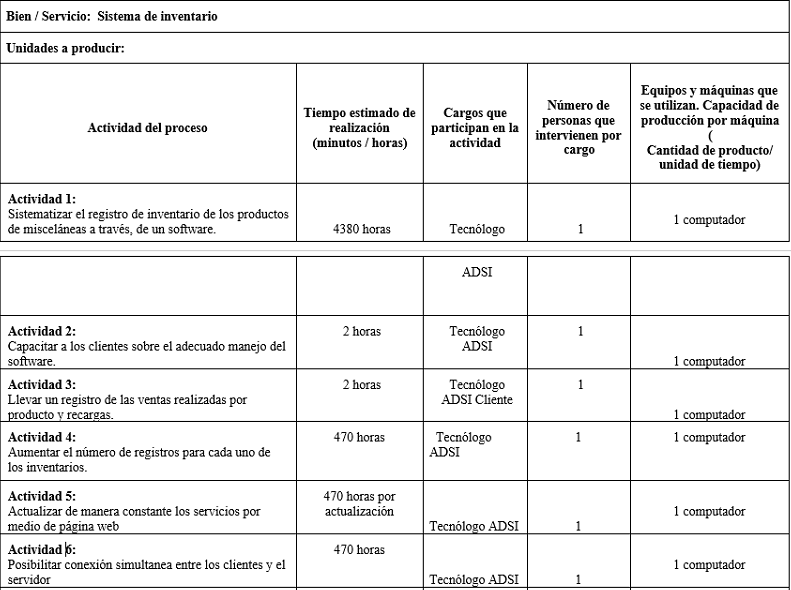 Bien / Servicio: Sistema de inventario
Unidades a producir:
Actividad del proceso
Tiempo estimado de
realización
(minutos / horas)
Cargos que
participan en la
actividad
Número de
personas que
intervienen por
cargo
Equipos y máquinas que
se utilizan. Capacidad de
producción por máquina
(
Cantidad de producto/
unidad de tiempo)
Actividad 1:
Sistematizar el registro de inventario de los productos
de misceláneas a través, de un software.
4380 horas
Tecnólogo
1
1 computador
ADSI
Actividad 2:
Capacitar a los clientes sobre el adecuado manejo del
software.
2 horas
Tecnólogo
ADSI
1
1 computador
Actividad 3:
Llevar un registro de las ventas realizadas por
producto y recargas.
2 horas
Tecnólogo
ADSI Cliente
1
1 computador
Actividad 4:
Aumentar el número de registros para cada uno de
los inventarios.
470 horas
Tecnólogo
ADSI
1
1 computador
Actividad 5:
Actualizar de manera constante los servicios por
medio de página web
470 horas por
actualización
Tecnólogo ADSI
1
1 computador
Actividad 6:
Posibilitar conexión simultanea entre los clientes y el
servidor
470 horas
Tecnólogo ADSI
1
1 computador